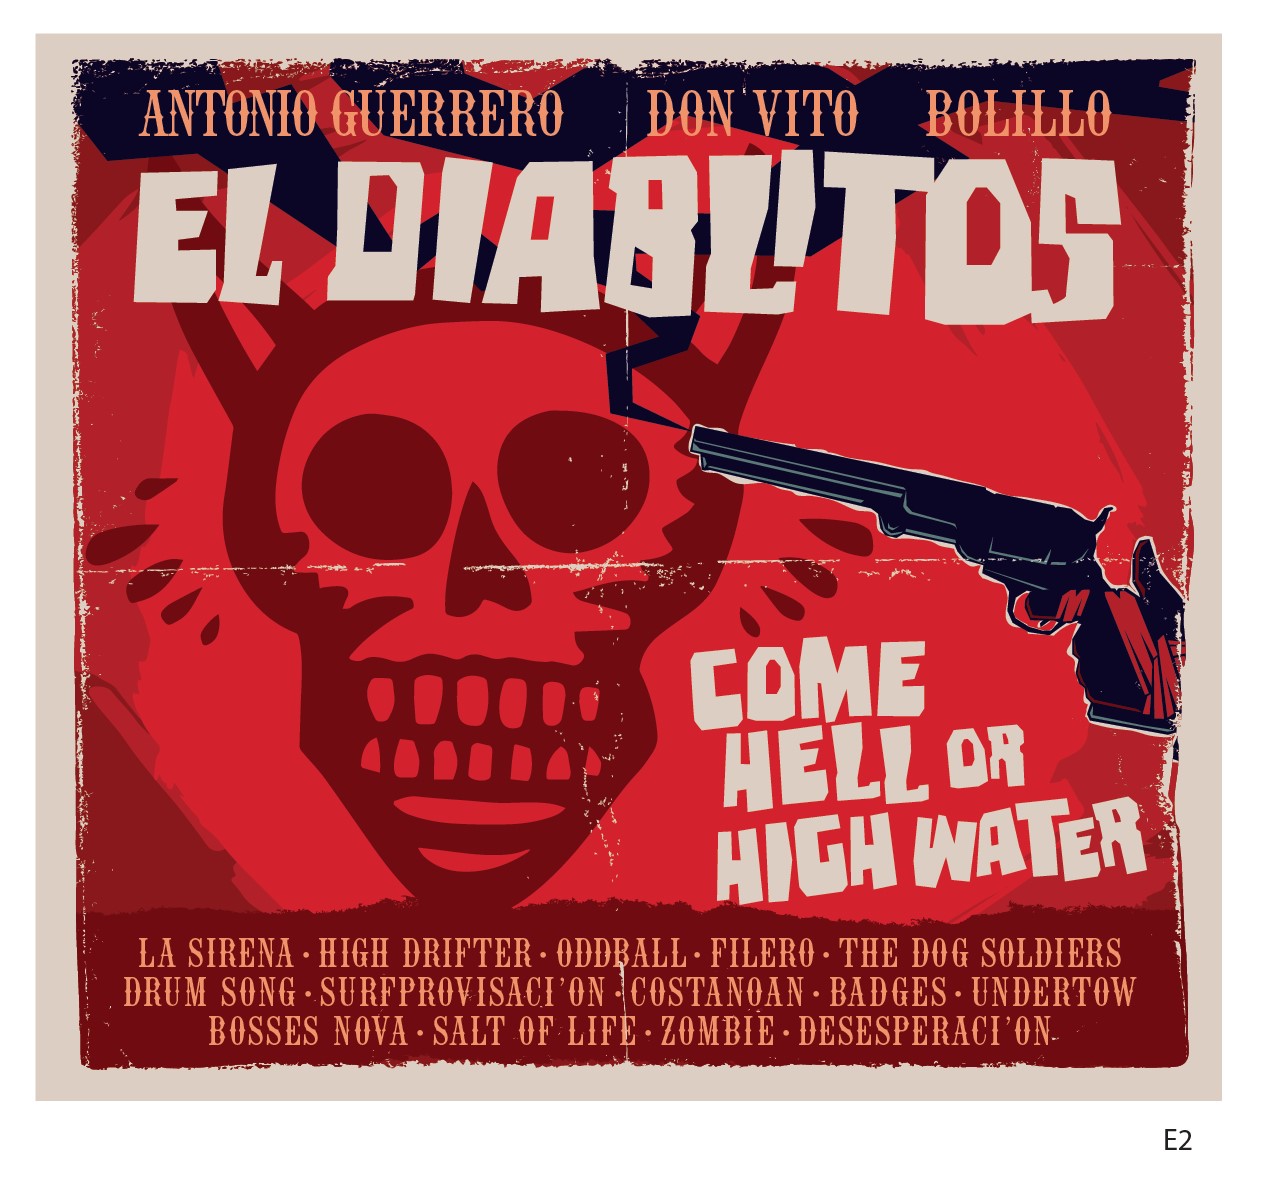 ANTONIO GUERRERO DON VITO BOLILLO
EL DIABLITOS
COME
HELL OR
HIGH WATER
LA SIRENA · HIGH DRIFTER · ODDBALL · FILERO · THE DOG SOLDIERS
DRUM SONG · SURFPROVISACI'ON · COSTANOAN · BADGES · UNDERTOW
BOSSES NOVA · SALT OF LIFE · ZOMBIE · DESESPERACI'ON
E2